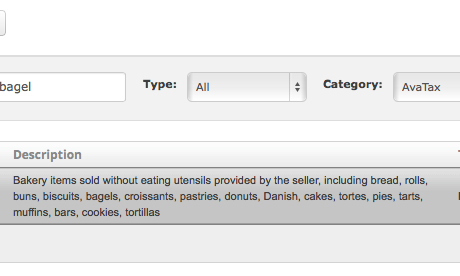 bagel Type: All Category: AvaTax
Description
Bakery items sold without eating utensils provided by the seller, including bread, rolls,
buns, biscuits, bagels, croissants, pastries, donuts, Danish, cakes, tortes, pies, tarts,
muffins, bars, cookies, tortillas